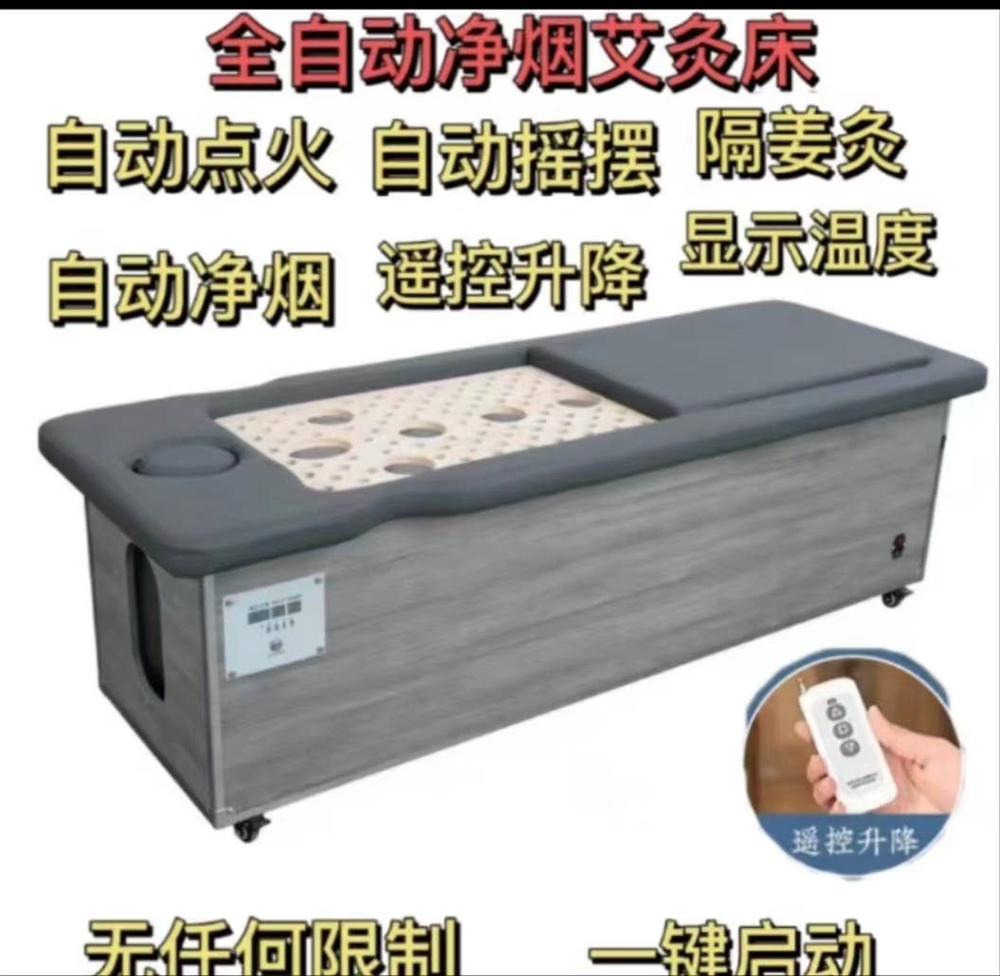 全自动净烟艾灸床
自动点火 自动摇摆 隔姜灸
自动净烟 遥控升降 显示温度
遥控升降
无任何限制 一键启动